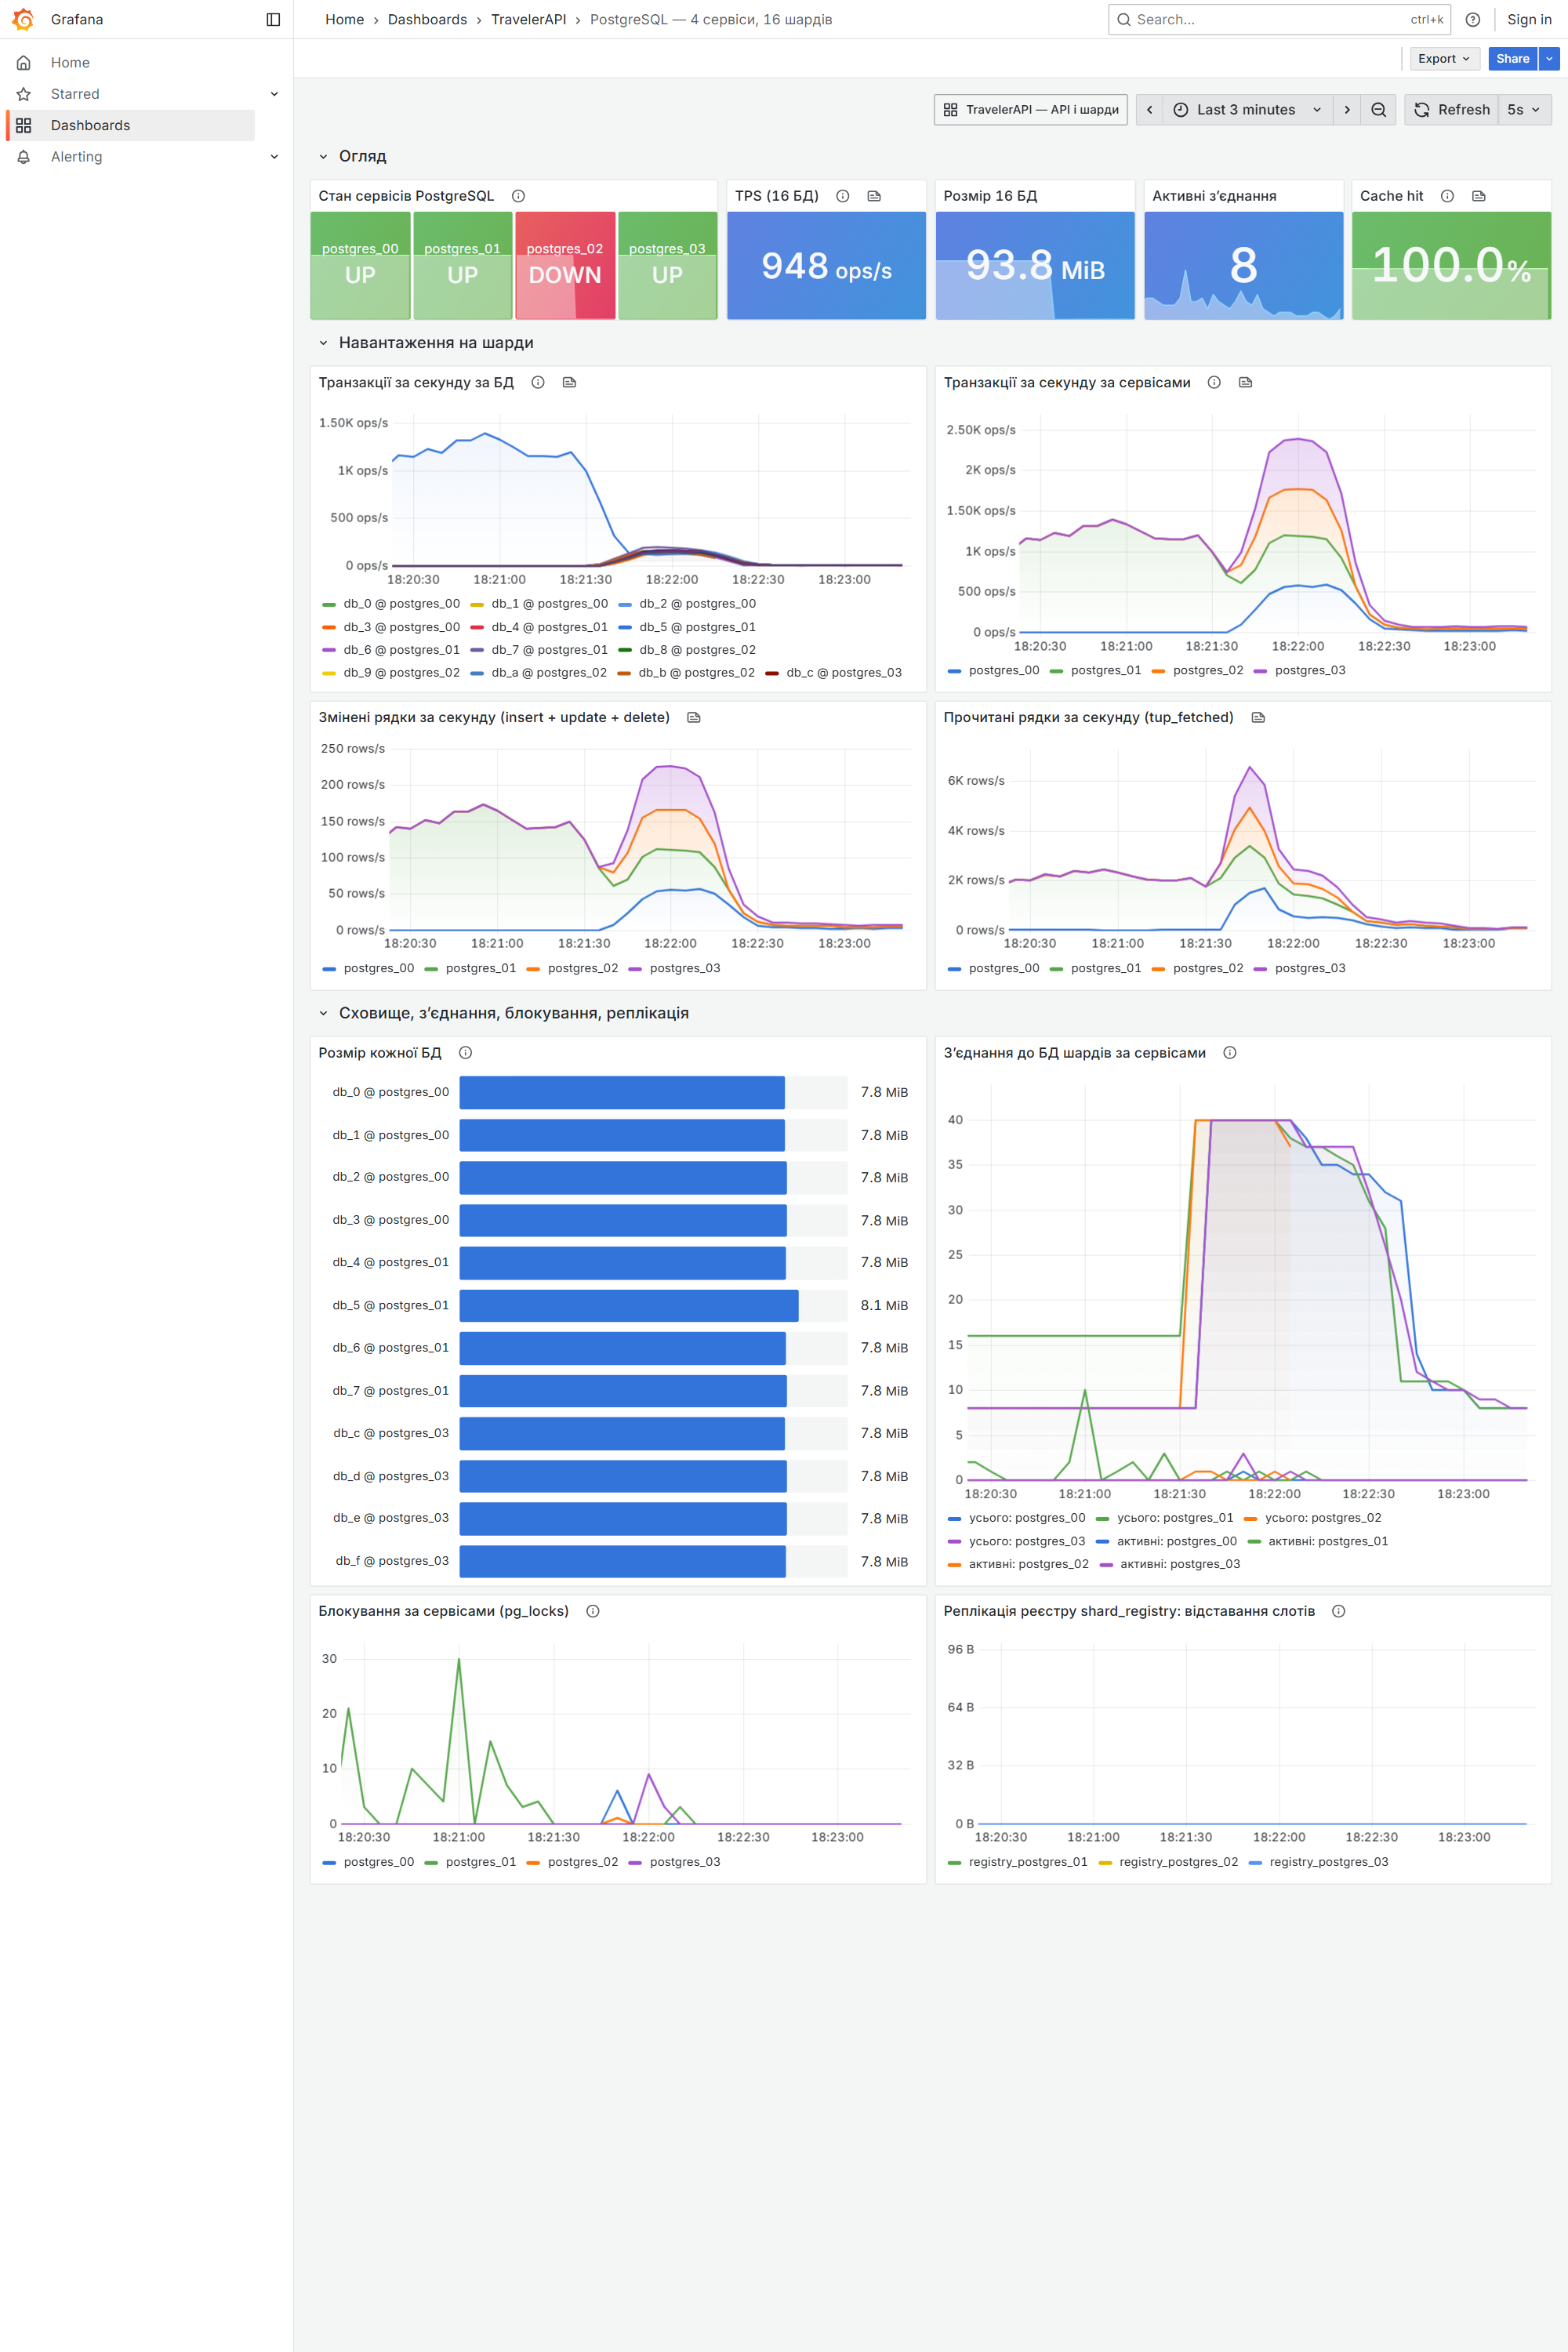 Grafana
Home › Dashboards › TravelerAPI › PostgreSQL — 4 сервіси, 16 шардів
Search...
ctrl+k
Sign in
Home
Starred
Dashboards
Alerting
Export
Share
TravelerAPI — API і шарди
Last 3 minutes
Refresh
5s
Огляд
Стан сервісів PostgreSQL
postgres_00
UP
postgres_01
UP
postgres_02
DOWN
postgres_03
UP
TPS (16 БД)
948 ops/s
Розмір 16 БД
93.8 MiB
Активні з’єднання
8
Cache hit
100.0%
Навантаження на шарди
Транзакції за секунду за БД
1.50K ops/s
1K ops/s
500 ops/s
0 ops/s
18:20:30 18:21:00 18:21:30 18:22:00 18:22:30 18:23:00
db_0 @ postgres_00 db_1 @ postgres_00 db_2 @ postgres_00
db_3 @ postgres_00 db_4 @ postgres_01 db_5 @ postgres_01
db_6 @ postgres_01 db_7 @ postgres_01 db_8 @ postgres_02
db_9 @ postgres_02 db_a @ postgres_02 db_b @ postgres_02 db_c @ postgres_03
Транзакції за секунду за сервісами
2.50K ops/s
2K ops/s
1.50K ops/s
1K ops/s
500 ops/s
0 ops/s
18:20:30 18:21:00 18:21:30 18:22:00 18:22:30 18:23:00
postgres_00 postgres_01 postgres_02 postgres_03
Змінені рядки за секунду (insert + update + delete)
250 rows/s
200 rows/s
150 rows/s
100 rows/s
50 rows/s
0 rows/s
18:20:30 18:21:00 18:21:30 18:22:00 18:22:30 18:23:00
postgres_00 postgres_01 postgres_02 postgres_03
Прочитані рядки за секунду (tup_fetched)
6K rows/s
4K rows/s
2K rows/s
0 rows/s
18:20:30 18:21:00 18:21:30 18:22:00 18:22:30 18:23:00
postgres_00 postgres_01 postgres_02 postgres_03
Сховище, з’єднання, блокування, реплікація
Розмір кожної БД
db_0 @ postgres_00 7.8 MiB
db_1 @ postgres_00 7.8 MiB
db_2 @ postgres_00 7.8 MiB
db_3 @ postgres_00 7.8 MiB
db_4 @ postgres_01 7.8 MiB
db_5 @ postgres_01 8.1 MiB
db_6 @ postgres_01 7.8 MiB
db_7 @ postgres_01 7.8 MiB
db_c @ postgres_03 7.8 MiB
db_d @ postgres_03 7.8 MiB
db_e @ postgres_03 7.8 MiB
db_f @ postgres_03 7.8 MiB
З’єднання до БД шардів за сервісами
40
35
30
25
20
15
10
5
0
18:20:30 18:21:00 18:21:30 18:22:00 18:22:30 18:23:00
усього: postgres_00 усього: postgres_01 усього: postgres_02
усього: postgres_03 активні: postgres_00 активні: postgres_01
активні: postgres_02 активні: postgres_03
Блокування за сервісами (pg_locks)
30
20
10
0
18:20:30 18:21:00 18:21:30 18:22:00 18:22:30 18:23:00
postgres_00 postgres_01 postgres_02 postgres_03
Реплікація реєстру shard_registry: відставання слотів
96 B
64 B
32 B
0 B
18:20:30 18:21:00 18:21:30 18:22:00 18:22:30 18:23:00
registry_postgres_01 registry_postgres_02 registry_postgres_03